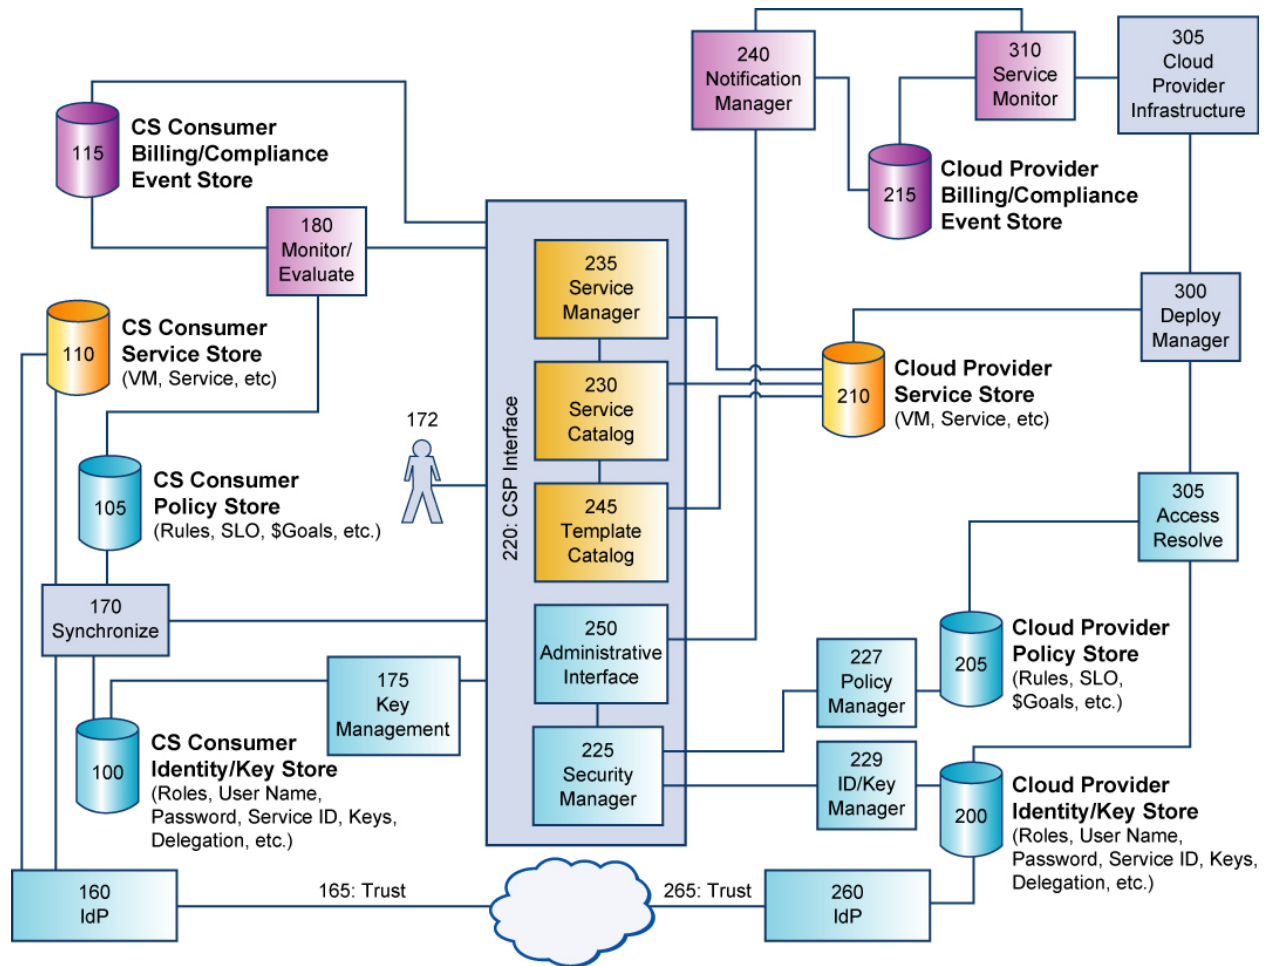 240
Notification
Manager
310
Service
Monitor
305
Cloud
Provider
Infrastructure
115
CS Consumer
Billing/Compliance
Event Store
215
Cloud Provider
Billing/Compliance
Event Store
180
Monitor/
Evaluate
220: CSP Interface
235
Service
Manager
300
Deploy
Manager
110
CS Consumer
Service Store
(VM, Service, etc)
230
Service
Catalog
210
Cloud Provider
Service Store
(VM, Service, etc)
172
105
CS Consumer
Policy Store
(Rules, SLO, $Goals, etc.)
245
Template
Catalog
305
Access
Resolve
170
Synchronize
250
Administrative
Interface
227
Policy
Manager
205
Cloud Provider
Policy Store
(Rules, SLO,
$Goals, etc.)
175
Key
Management
100
CS Consumer
Identity/Key Store
(Roles, User Name,
Password, Service ID, Keys,
Delegation, etc.)
225
Security
Manager
229
ID/Key
Manager
200
Cloud Provider
Identity/Key Store
(Roles, User Name,
Password, Service ID, Keys,
Delegation, etc.)
160
IdP
165: Trust
265: Trust
260
IdP